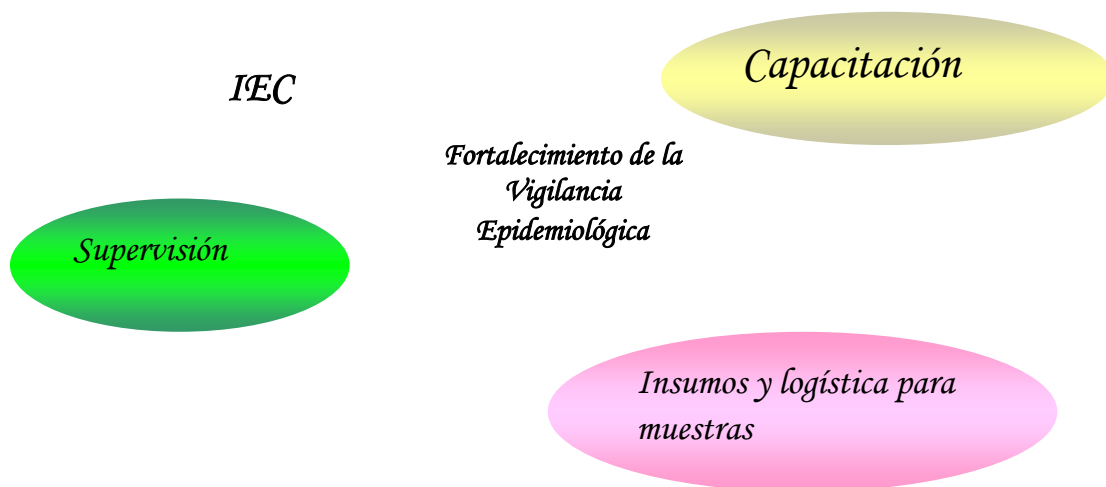 IEC
Capacitación
Fortalecimiento de la
Vigilancia
Epidemiológica
Supervisión
Insumos y logística para
muestras